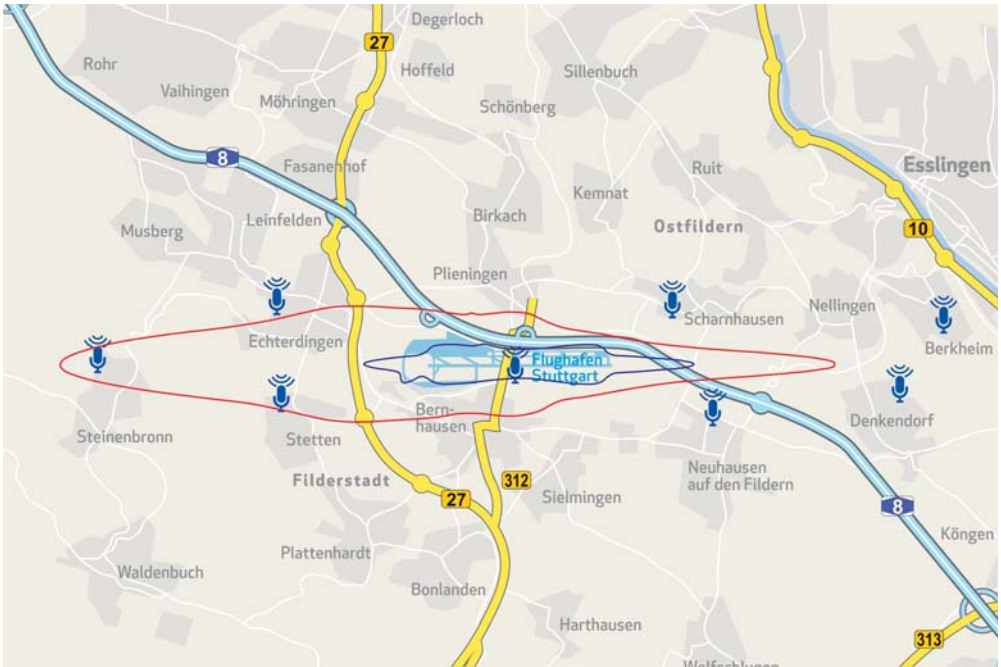 Degerloch
27
Rohr
Hoffeld
Sillenbuch
Vaihingen
Möhringen
Schönberg
8
Fasanenhof
Ruit
Esslingen
Kemnat
Leinfelden
Birkach
Ostfildern
10
Musberg
Plieningen
Nellingen
Scharnhausen
Echterdingen
Berkheim
Flughafen
Stuttgart
Bern-
hausen
Denkendorf
Steinenbronn
Stetten
Neuhausen
auf den Fildern
Filderstadt
312
27
Sielmingen
8
Köngen
Plattenhardt
Waldenbuch
Bonlanden
Harthausen
313
Wolfschlugen